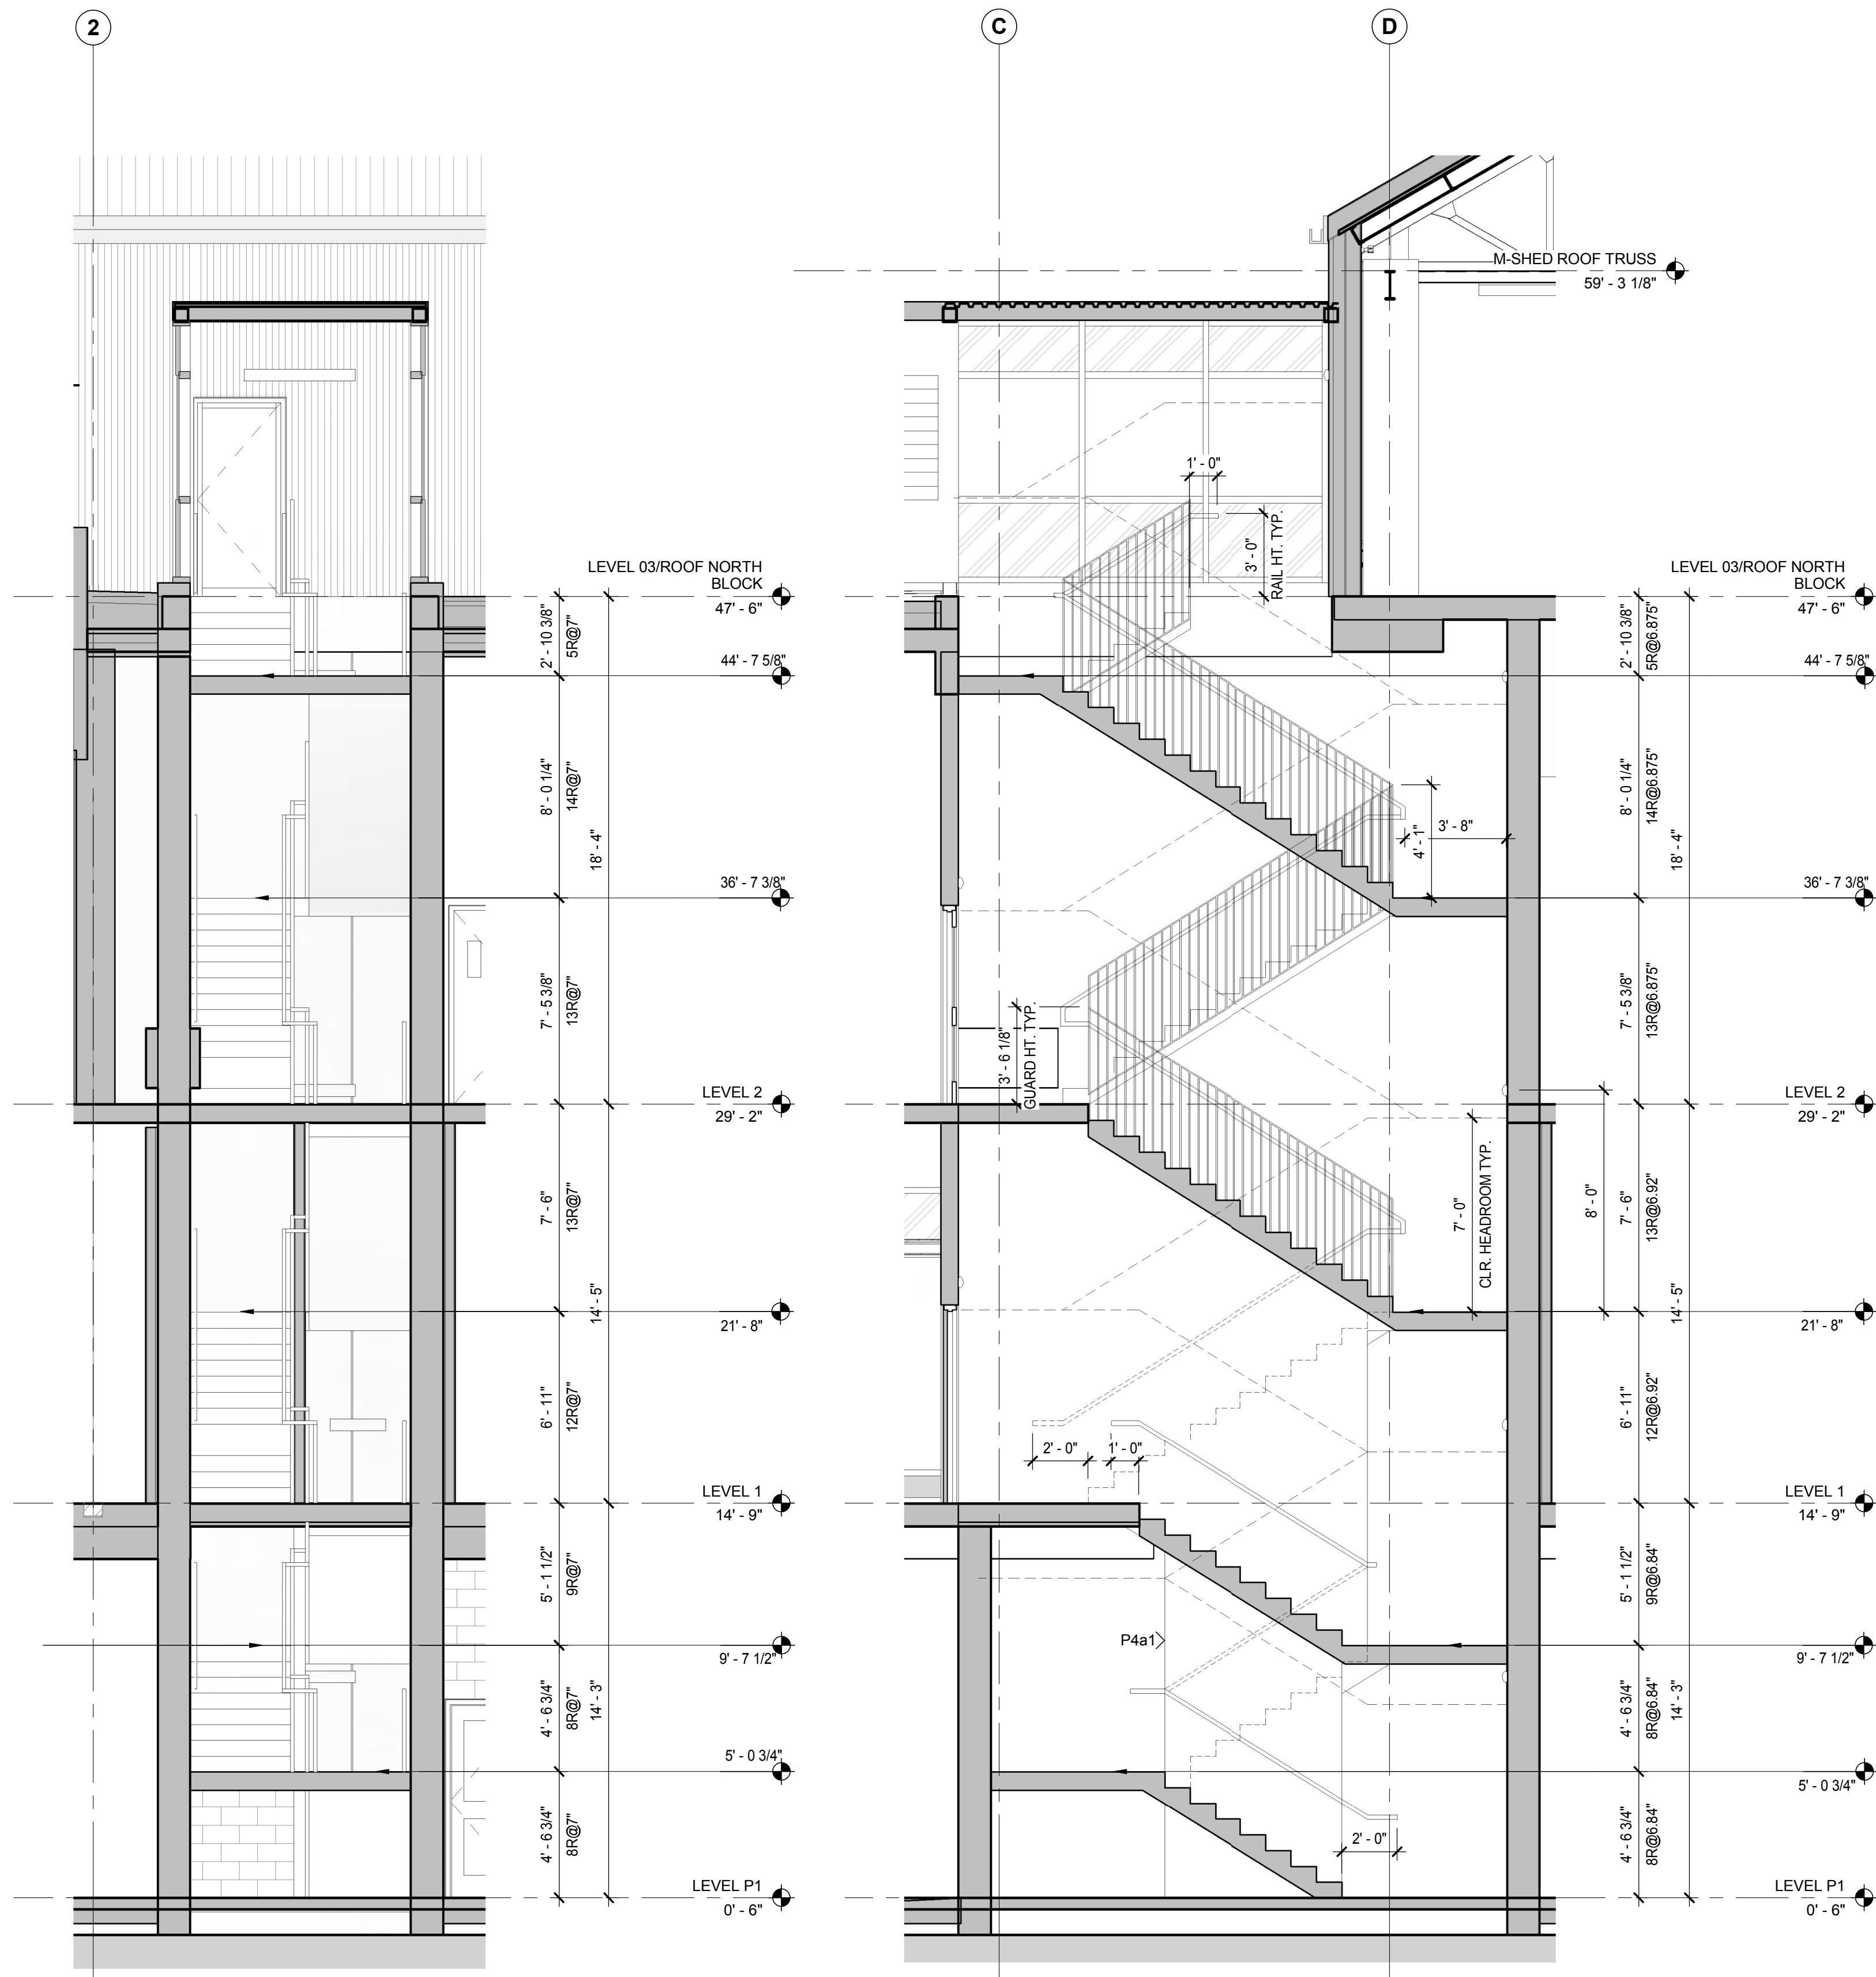 2
C
D
M-SHED ROOF TRUSS
59' - 3 1/8"
1' - 0"
3' - 0"
RAIL HT. TYP.
LEVEL 03/ROOF NORTH
BLOCK
47' - 6"
2' - 10 3/8"
5R@7"
44' - 7 5/8"
8' - 0 1/4"
14R@7"
18' - 4"
36' - 7 3/8"
7' - 5 3/8"
13R@7"
LEVEL 2
29' - 2"
7' - 6"
13R@7"
14' - 5"
21' - 8"
6' - 11"
12R@7"
LEVEL 1
14' - 9"
5' - 1 1/2"
9R@7"
9' - 7 1/2"
4' - 6 3/4"
8R@7"
14' - 3"
5' - 0 3/4"
4' - 6 3/4"
8R@7"
LEVEL P1
0' - 6"
4' - 1"
3' - 8"
3' - 6 1/8"
GUARD HT. TYP.
7' - 0"
CLR. HEADROOM TYP.
8' - 0"
2' - 0"
1' - 0"
P4a1
2' - 0"
LEVEL 03/ROOF NORTH
BLOCK
47' - 6"
2' - 10 3/8"
5R@6.875"
44' - 7 5/8"
8' - 0 1/4"
14R@6.875"
18' - 4"
36' - 7 3/8"
7' - 5 3/8"
13R@6.875"
LEVEL 2
29' - 2"
7' - 6"
13R@6.92"
14' - 5"
21' - 8"
6' - 11"
12R@6.92"
LEVEL 1
14' - 9"
5' - 1 1/2"
9R@6.84"
9' - 7 1/2"
4' - 6 3/4"
8R@6.84"
14' - 3"
5' - 0 3/4"
4' - 6 3/4"
8R@6.84"
LEVEL P1
0' - 6"